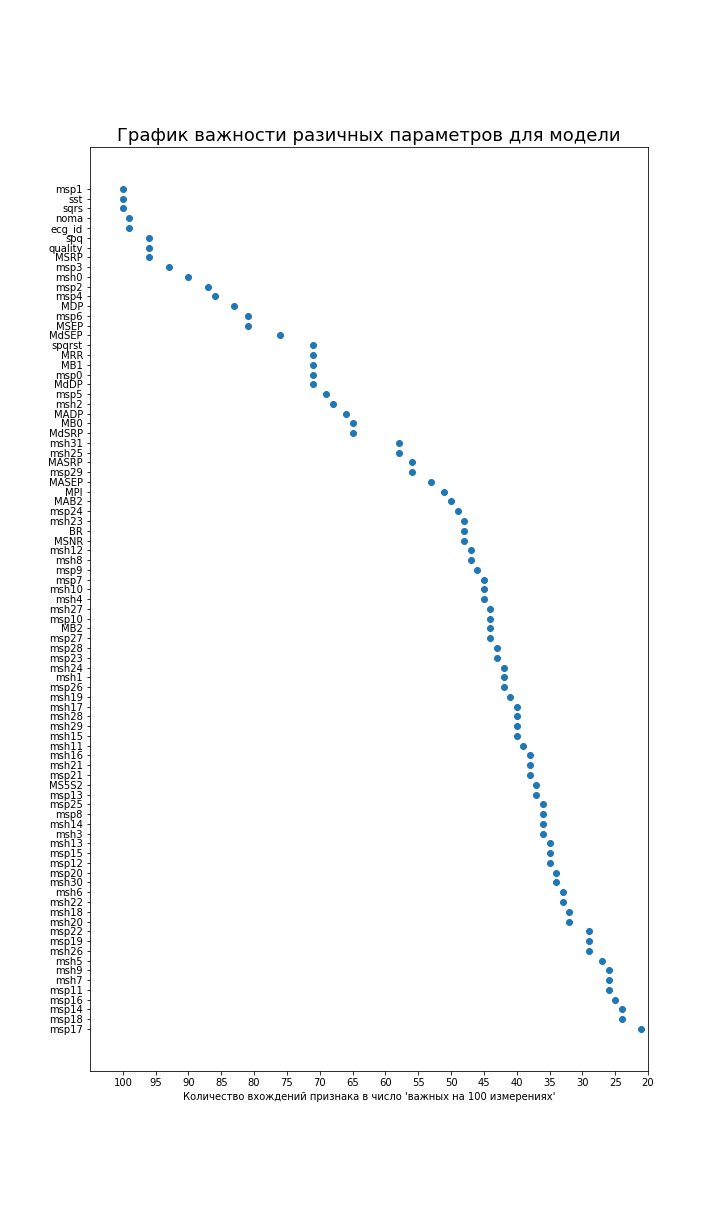 График важности разичных параметров для модели
msp1
sst
sqrs
noma
ecg_id
spq
quality
MSRP
msp3
msh0
msp2
msp4
MDP
msp6
MSEP
MdSEP
spqrst
MRR
MB1
msp0
MdDP
msp5
msh2
MADP
MB0
MdSRP
msh31
msh25
MASRP
msp29
MASEP
MPI
MAB2
msp24
msh23
BR
MSNR
msh12
msh8
msp9
msp7
msh10
msh4
msh27
msp10
MB2
msp27
msp28
msp23
msh24
msh1
msp26
msh19
msh17
msh28
msh29
msh15
msh11
msh16
msh21
msp21
MS5S2
msp13
msp25
msp8
msh14
msh3
msh13
msp15
msp12
msp20
msh30
msh6
msh22
msh18
msh20
msp22
msp19
msh26
msh5
msh9
msh7
msp11
msp16
msp14
msp18
msp17
100 95 90 85 80 75 70 65 60 55 50 45 40 35 30 25 20
Количество вхождений признака в число 'важных на 100 измерениях'